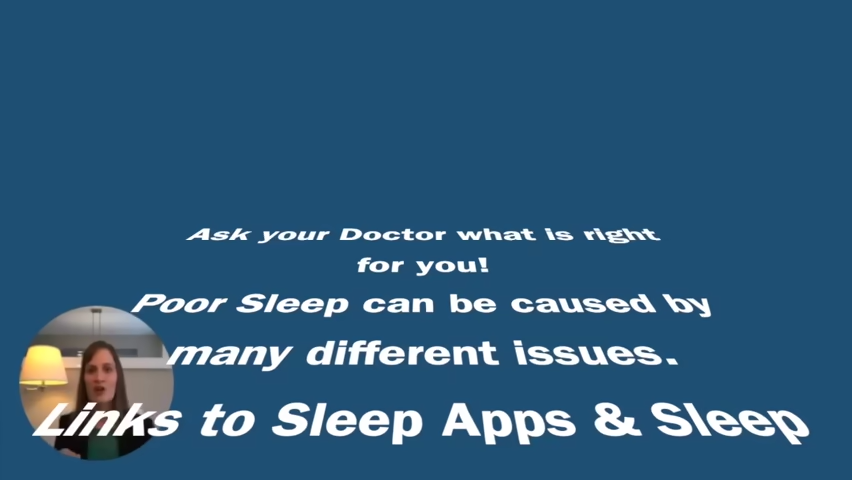 Ask your Doctor what is right
for you!
Poor Sleep can be caused by
many different issues.
Links to Sleep Apps & Sleep